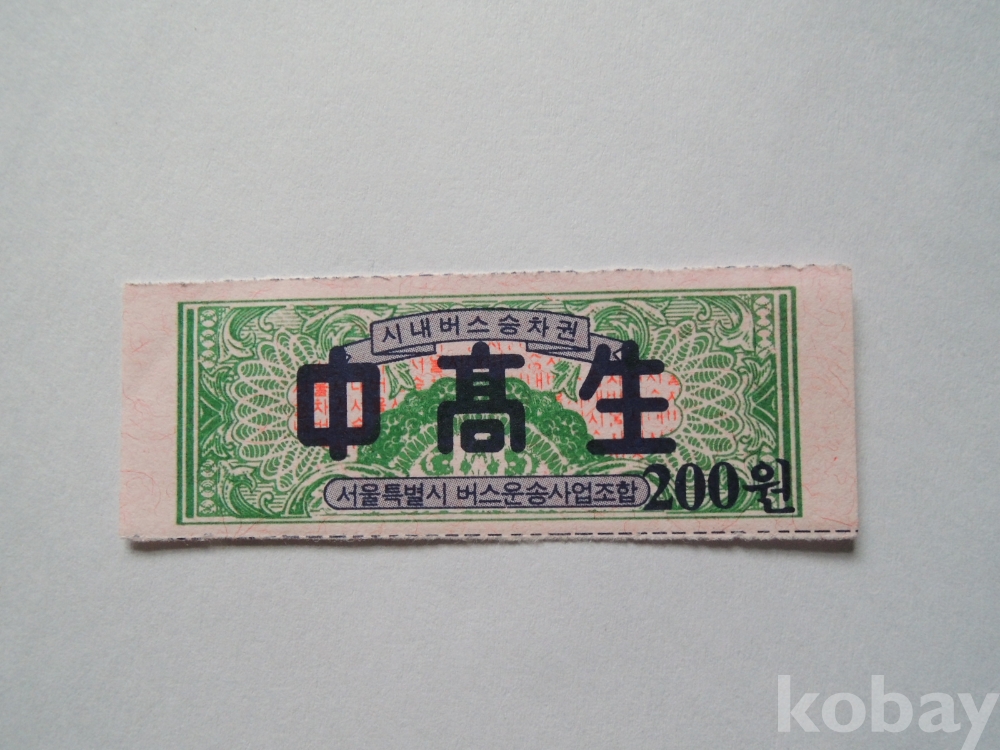 시내버스승차권
中高生
서울특별시 버스운송사업조합
200원
kobay